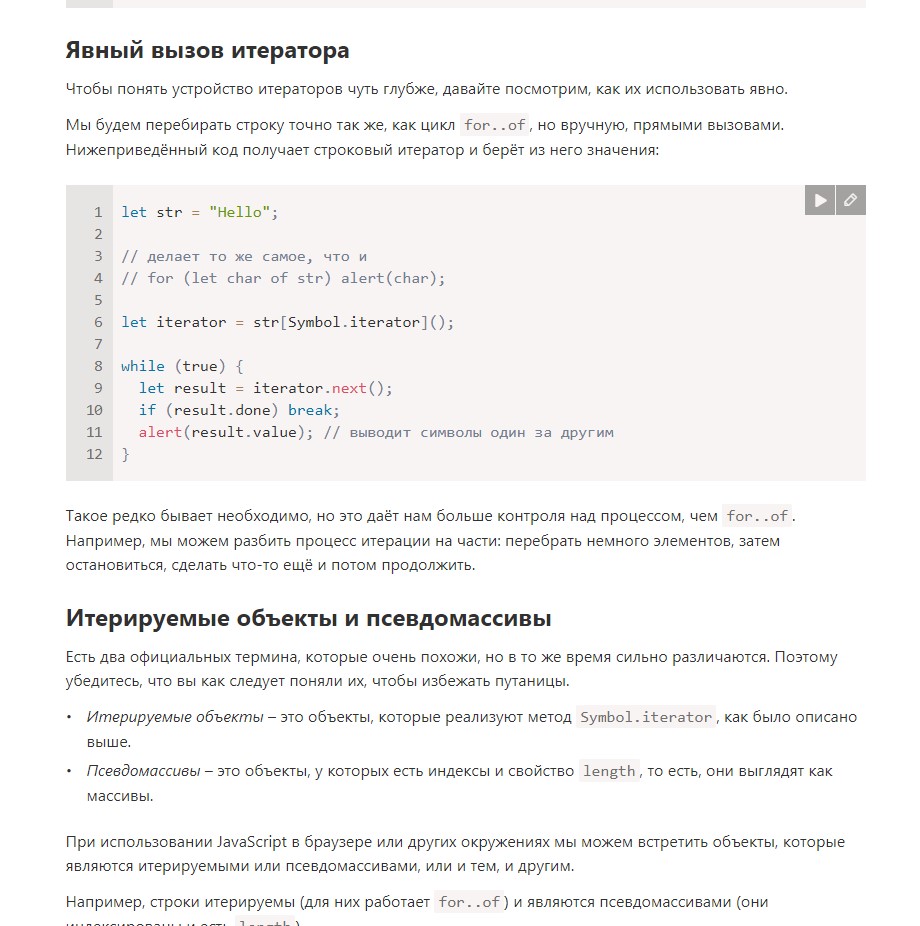 Явный вызов итератора
Чтобы понять устройство итераторов чуть глубже, давайте посмотрим, как их использовать явно.
Мы будем перебирать строку точно так же, как цикл for..of, но вручную, прямыми вызовами.
Нижеприведённый код получает строковый итератор и берёт из него значения:
1 let str = "Hello";
2
3 // делает то же самое, что и
4 // for (let char of str) alert(char);
5
6 let iterator = str[Symbol.iterator]();
7
8 while (true) {
9   let result = iterator.next();
10   if (result.done) break;
11   alert(result.value); // выводит символы один за другим
12 }
Такое редко бывает необходимо, но это даёт нам больше контроля над процессом, чем for..of.
Например, мы можем разбить процесс итерации на части: перебрать немного элементов, затем
остановиться, сделать что-то ещё и потом продолжить.
Итерируемые объекты и псевдомассивы
Есть два официальных термина, которые очень похожи, но в то же время сильно различаются. Поэтому
убедитесь, что вы как следует поняли их, чтобы избежать путаницы.
• Итерируемые объекты – это объекты, которые реализуют метод Symbol.iterator, как было описано
выше.
• Псевдомассивы – это объекты, у которых есть индексы и свойство length, то есть, они выглядят как
массивы.
При использовании JavaScript в браузере или других окружениях мы можем встретить объекты, которые
являются итерируемыми или псевдомассивами, или и тем, и другим.
Например, строки итерируемы (для них работает for..of) и являются псевдомассивами (они
индексированы и есть length)